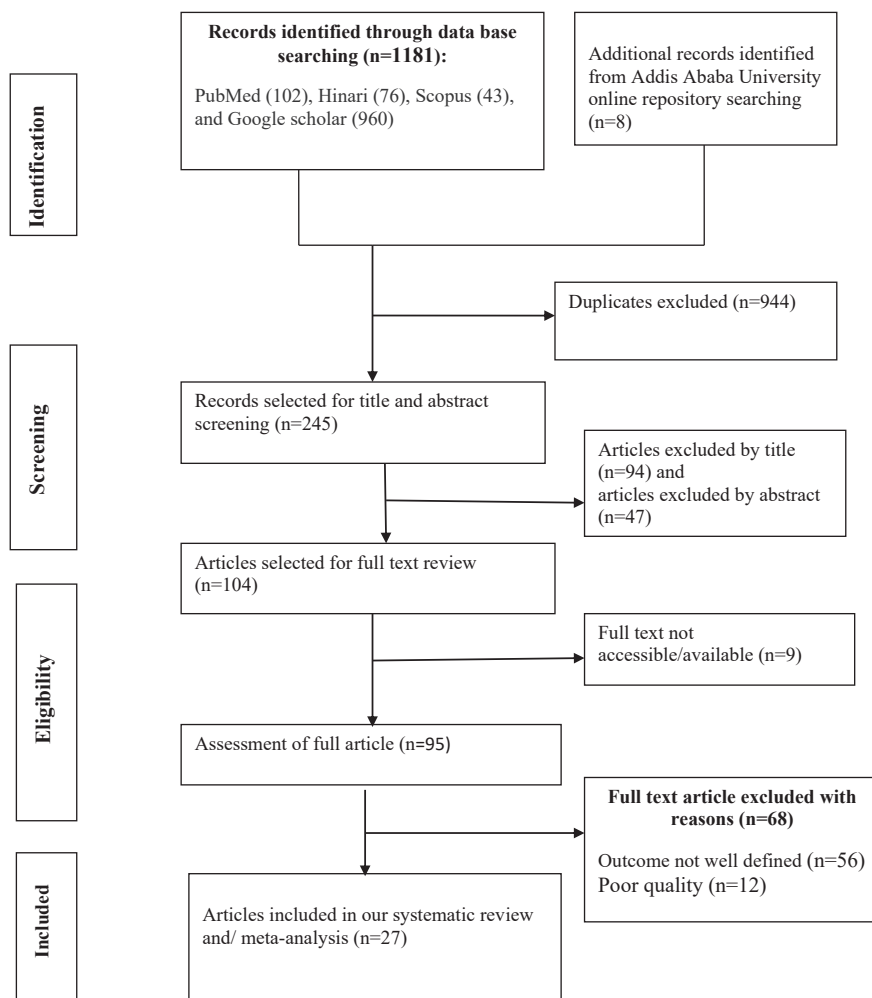 Identification
Records identified through data base
searching (n=1181):
PubMed (102), Hinari (76), Scopus (43),
and Google scholar (960)
Additional records identified
from Addis Ababa University
online repository searching
(n=8)
Duplicates excluded (n=944)
Screening
Records selected for title and abstract
screening (n=245)
Articles excluded by title
(n=94) and
articles excluded by abstract
(n=47)
Articles selected for full text review
(n=104)
Eligibility
Full text not
accessible/available (n=9)
Assessment of full article (n=95)
Full text article excluded with
reasons (n=68)
Outcome not well defined (n=56)
Poor quality (n=12)
Included
Articles included in our systematic review
and/ meta-analysis (n=27)